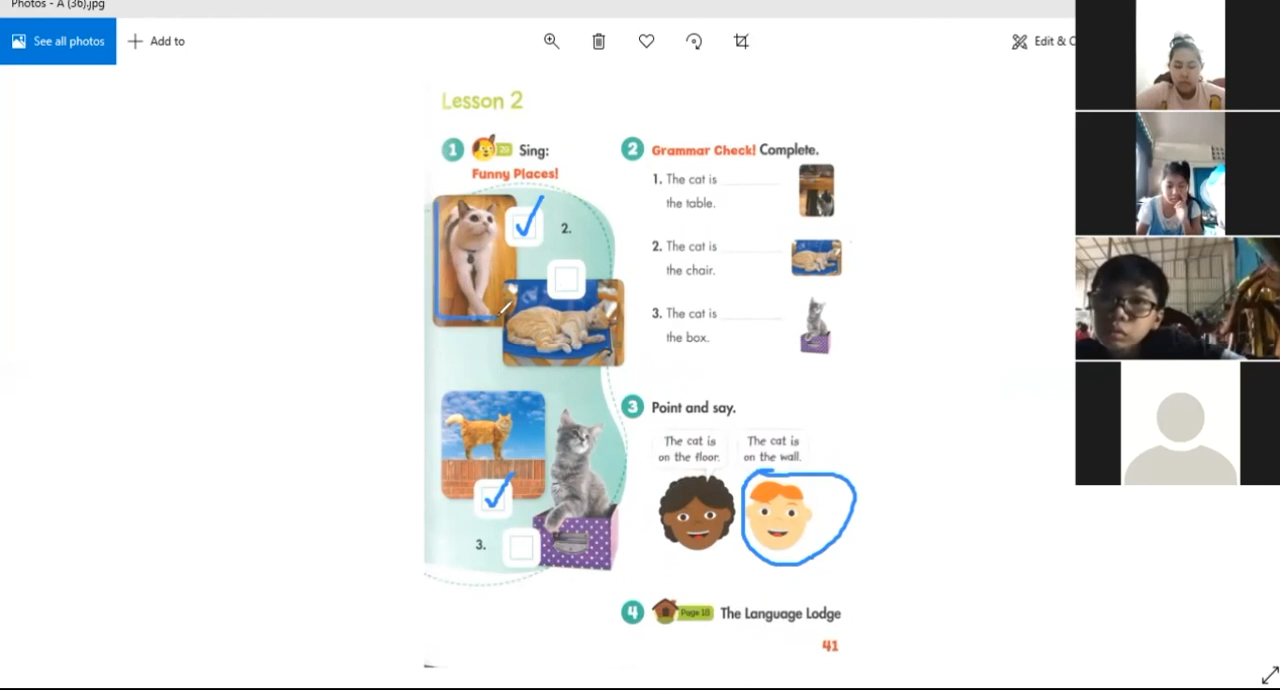 Photos - A (36).jpg
See all photos
Add to
Edit & C
Lesson 2
1 29 Sing:
Funny Places!
2.
3.
2 Grammar Check! Complete.
1. The cat is
the table.
2. The cat is
the chair.
3. The cat is
the box.
3 Point and say.
The cat is
on the floor.
The cat is
on the wall.
4 Page 18 The Language Lodge
41